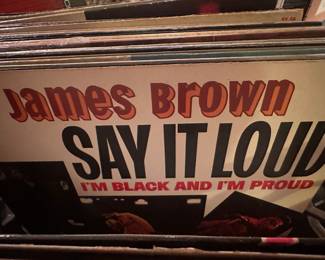 James Brown
SAY IT LOUD
I'M BLACK AND I'M PROUD